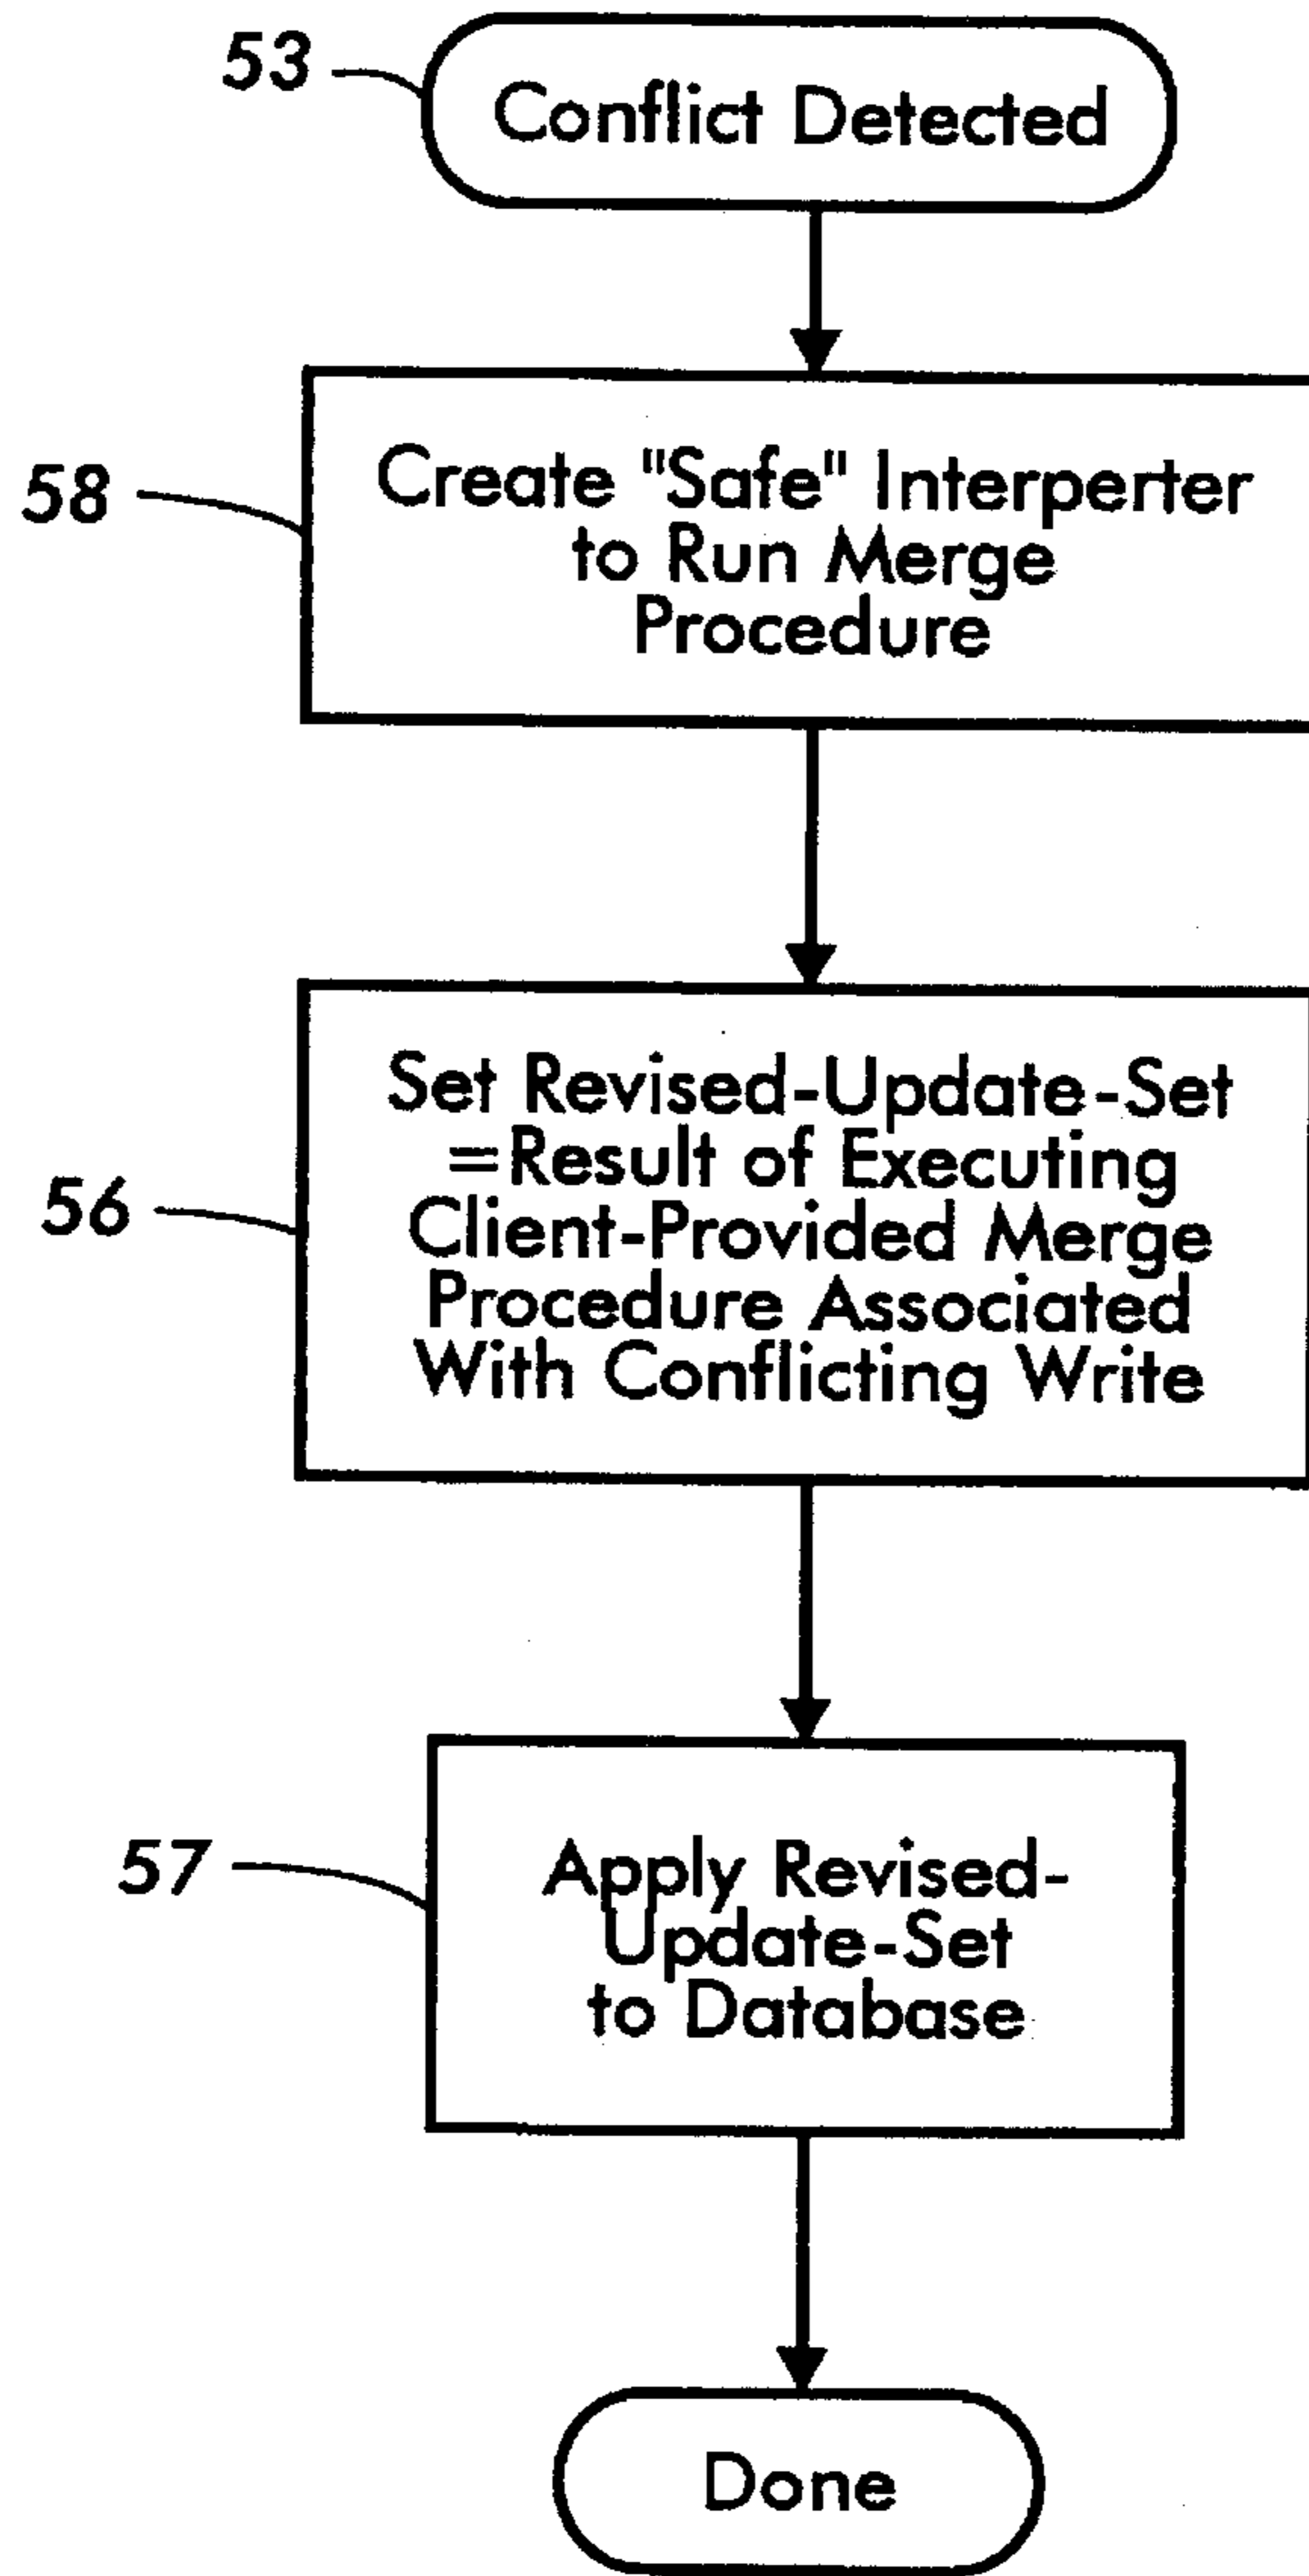 53
Conflict Detected
58
Create "Safe" Interperter
to Run Merge
Procedure
56
Set Revised-Update-Set
=Result of Executing
Client-Provided Merge
Procedure Associated
With Conflicting Write
57
Apply Revised-
Update-Set
to Database
Done